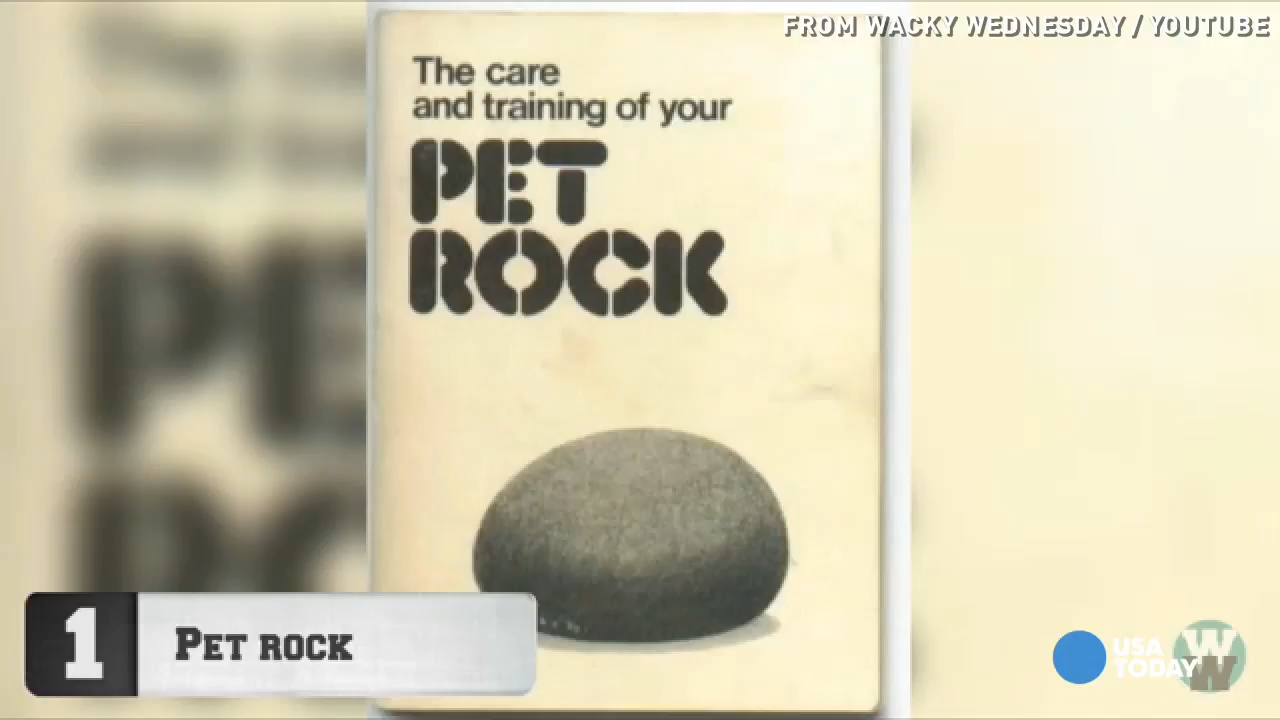 FROM WACKY WEDNESDAY / YOUTUBE
The care
and training of your
PET
ROCK
1
PET ROCK
USA
TODAY
W
W